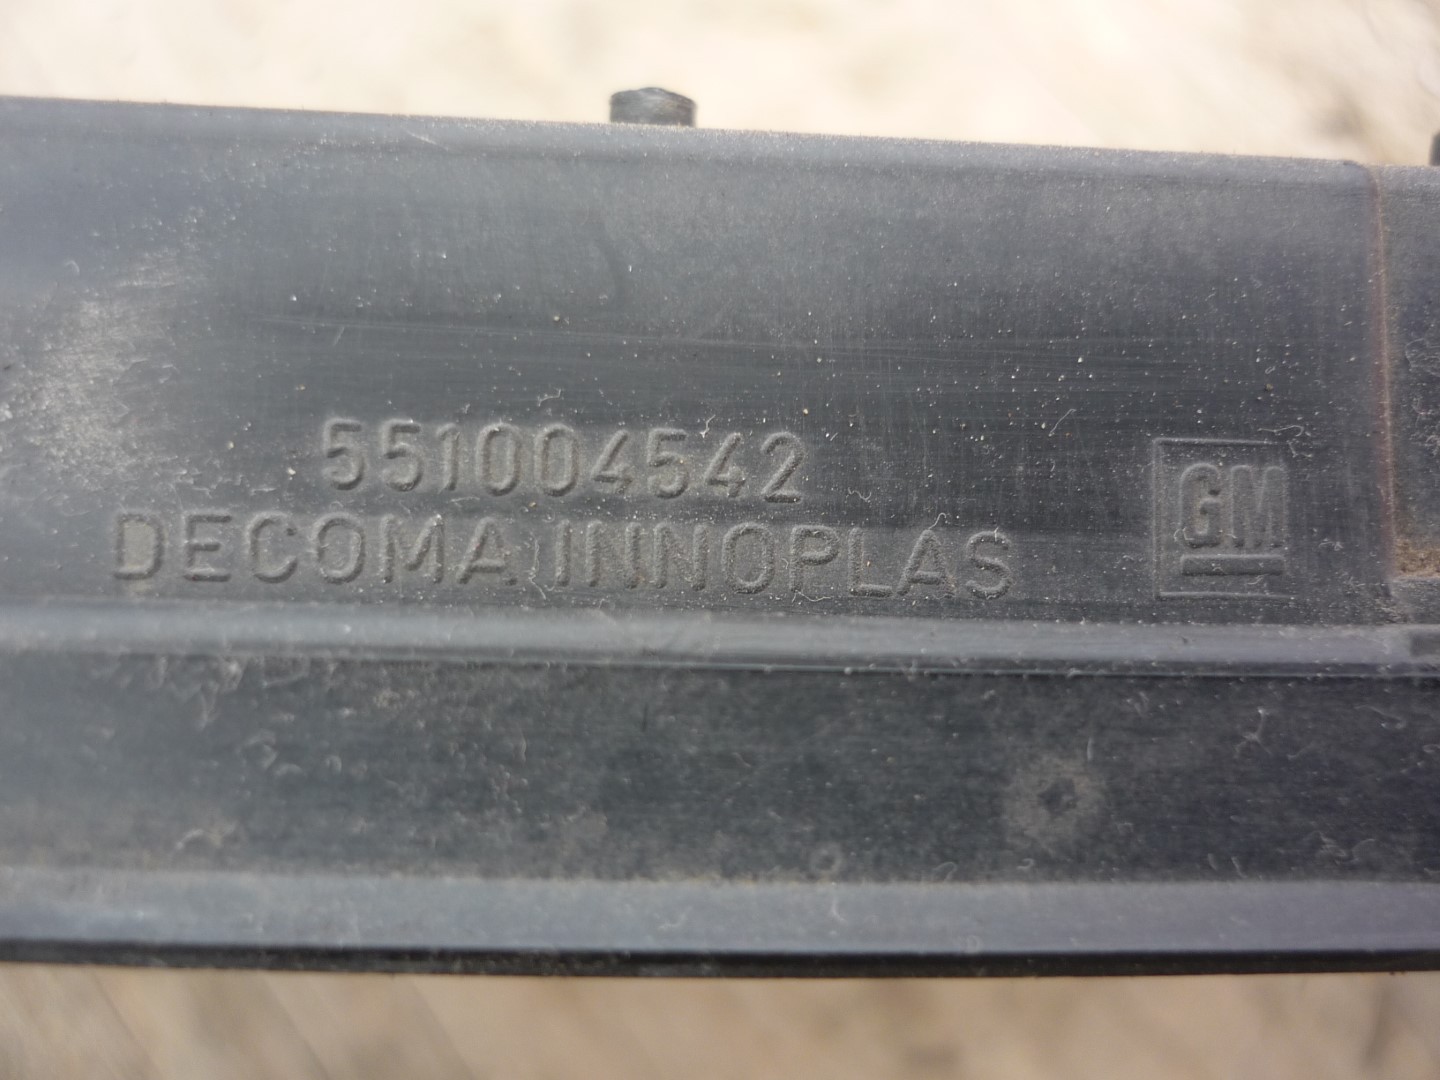 551004542
DECOMA INNOPLAS
GM